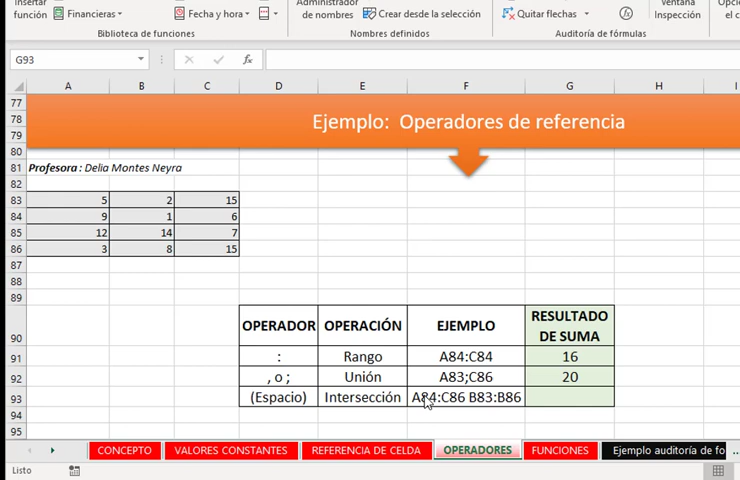 Insertar Administrador Ventana
función Financieras Fecha y hora de nombres Crear desde la selección Quitar flechas fx Inspección el c
Biblioteca de funciones Nombres definidos Auditoría de fórmulas
G93 fx
A B C D E F G H I
77
78 Ejemplo: Operadores de referencia
79
80
81 Profesora : Delia Montes Neyra
82
83 5 2 15
84 9 1 6
85 12 14 7
86 3 8 15
87
88
89
90 OPERADOR OPERACIÓN EJEMPLO RESULTADO DE SUMA
91 : Rango A84:C84 16
92 , o ; Unión A83;C86 20
93 (Espacio) Intersección A84:C86 B83:B86
94
95
CONCEPTO VALORES CONSTANTES REFERENCIA DE CELDA OPERADORES FUNCIONES Ejemplo auditoría de fo ...
Listo